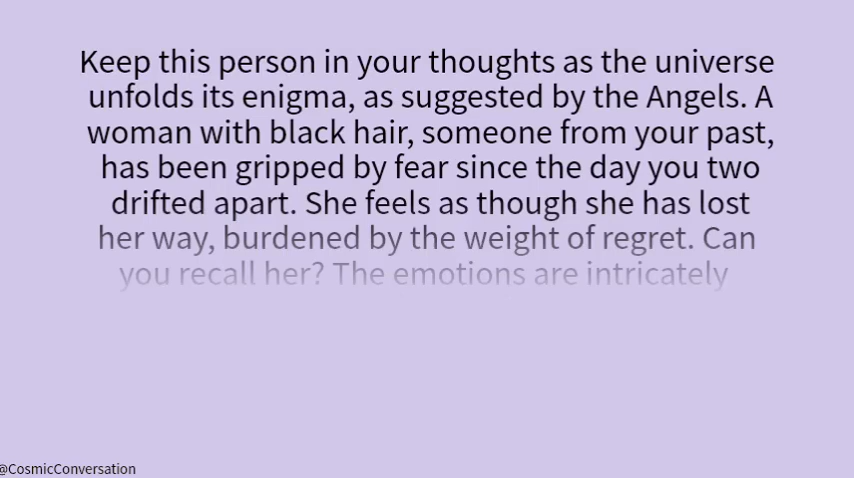 Keep this person in your thoughts as the universe
unfolds its enigma, as suggested by the Angels. A
woman with black hair, someone from your past,
has been gripped by fear since the day you two
drifted apart. She feels as though she has lost
her way, burdened by the weight of regret. Can
you recall her? The emotions are intricately
@CosmicConversation